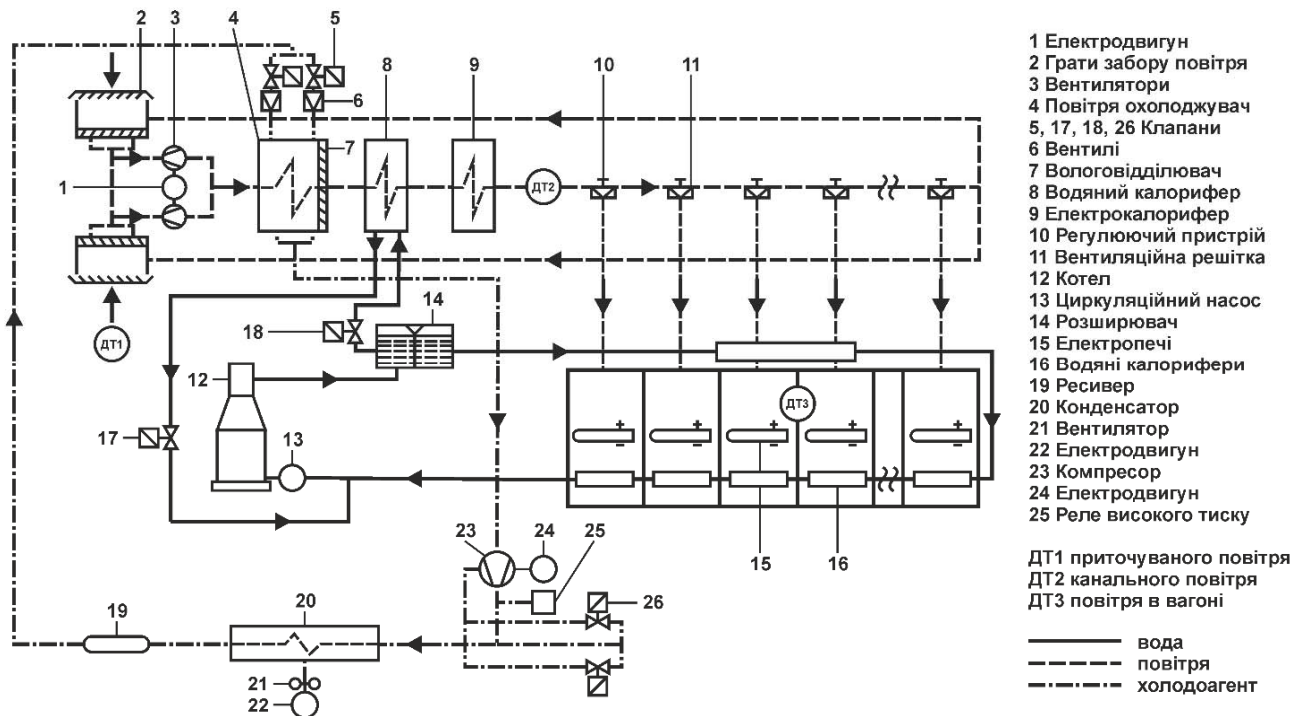 2
3
4
5
8
9
10
11
6
7
1
ДТ2
ДТ1
18
14
12
17
13
ДТ3
+
−
+
−
+
−
+
−
+
−
23
24
25
15
16
26
19
20
21
22
1 Електродвигун
2 Грати забору повітря
3 Вентилятори
4 Повітря охолоджувач
5, 17, 18, 26 Клапани
6 Вентилі
7 Вологовідділювач
8 Водяний калорифер
9 Електрокалорифер
10 Регулюючий пристрій
11 Вентиляційна решітка
12 Котел
13 Циркуляційний насос
14 Розширювач
15 Електропечі
16 Водяні калорифери
19 Ресивер
20 Конденсатор
21 Вентилятор
22 Електродвигун
23 Компресор
24 Електродвигун
25 Реле високого тиску
ДТ1 приточуваного повітря
ДТ2 канального повітря
ДТ3 повітря в вагоні
вода
повітря
холодоагент